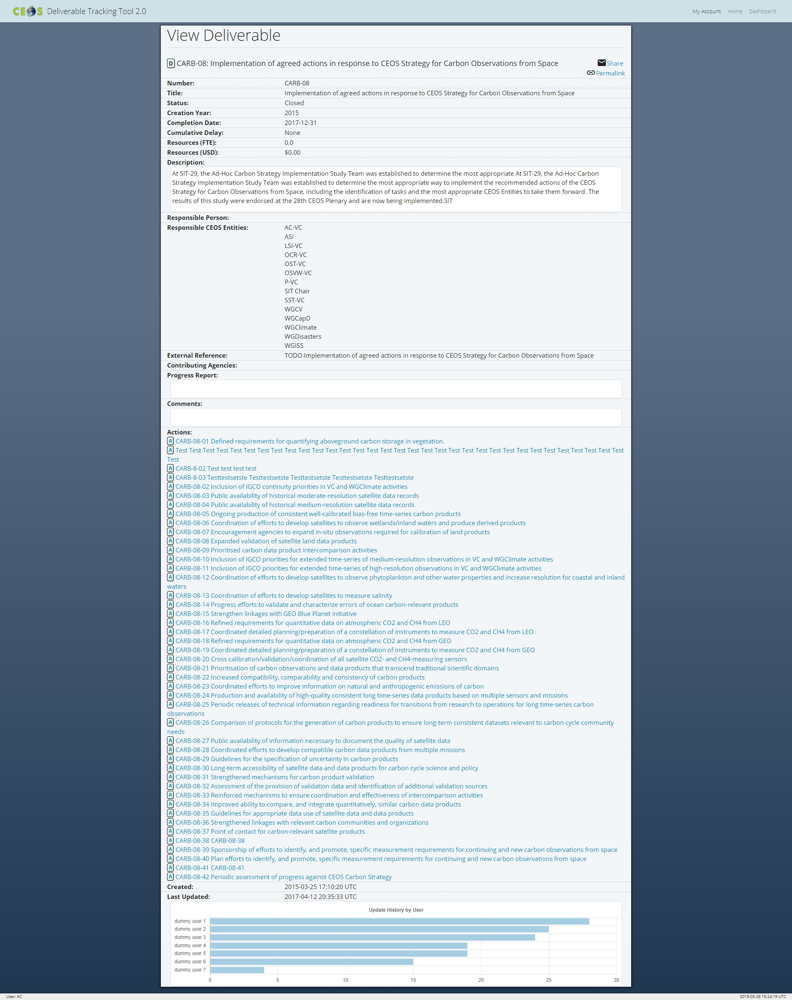 CEOS Deliverable Tracking Tool 2.0
My Account Home Dashboard
View Deliverable
D CARB-08: Implementation of agreed actions in response to CEOS Strategy for Carbon Observations from Space
Share
Permalink
Number: CARB-08
Title: Implementation of agreed actions in response to CEOS Strategy for Carbon Observations from Space
Status: Closed
Creation Year: 2015
Completion Date: 2017-12-31
Cumulative Delay: None
Resources (FTE): 0.0
Resources (USD): $0.00
Description:
At SIT-29, the Ad-Hoc Carbon Strategy Implementation Study Team was established to determine the most appropriate At SIT-29, the Ad-Hoc Carbon
Strategy Implementation Study Team was established to determine the most appropriate way to implement the recommended actions of the CEOS
Strategy for Carbon Observations from Space, including the identification of tasks and the most appropriate CEOS Entities to take them forward. The
results of this study were endorsed at the 28th CEOS Plenary and are now being implemented.SIT
Responsible Person:
Responsible CEOS Entities: AC-VC
ASI
LSI-VC
OCR-VC
OST-VC
OSVW-VC
P-VC
SIT Chair
SST-VC
WGCV
WGCapD
WGClimate
WGDisasters
WGISS
External Reference: TODO Implementation of agreed actions in response to CEOS Strategy for Carbon Observations from Space
Contributing Agencies:
Progress Report:
Comments:
Actions:
A CARB-08-01 Defined requirements for quantifying aboveground carbon storage in vegetation.
A Test Test Test Test Test Test Test Test Test Test Test Test Test Test Test Test Test Test Test Test Test Test Test Test Test Test Test Test Test Test Test Test Test
Test
A CARB-8-02 Test test test test
A CARB-8-03 Testtestsetste Testtestsetste Testtestsetste Testtestsetste Testtestsetste
A CARB-08-02 Inclusion of IGCO continuity priorities in VC and WGClimate activities
A CARB-08-03 Public availability of historical moderate-resolution satellite data records
A CARB-08-04 Public availability of historical medium-resolution satellite data records
A CARB-08-05 Ongoing production of consistent well-calibrated bias-free time-series carbon products
A CARB-08-06 Coordination of efforts to develop satellites to observe wetlands/inland waters and produce derived products
A CARB-08-07 Encouragement agencies to expand in-situ observations required for calibration of land products
A CARB-08-08 Expanded validation of satellite land data products
A CARB-08-09 Prioritised carbon data product intercomparison activities
A CARB-08-10 Inclusion of IGCO priorities for extended time-series of medium-resolution observations in VC and WGClimate activities
A CARB-08-11 Inclusion of IGCO priorities for extended time-series of high-resolution observations in VC and WGClimate activities
A CARB-08-12 Coordination of efforts to develop satellites to observe phytoplankton and other water properties and increase resolution for coastal and inland
waters
A CARB-08-13 Coordination of efforts to develop satellites to measure salinity
A CARB-08-14 Progress efforts to validate and characterize errors of ocean carbon-relevant products
A CARB-08-15 Strengthen linkages with GEO Blue Planet initiative
A CARB-08-16 Refined requirements for quantitative data on atmospheric CO2 and CH4 from LEO
A CARB-08-17 Coordinated detailed planning/preparation of a constellation of instruments to measure CO2 and CH4 from LEO
A CARB-08-18 Refined requirements for quantitative data on atmospheric CO2 and CH4 from GEO
A CARB-08-19 Coordinated detailed planning/preparation of a constellation of instruments to measure CO2 and CH4 from GEO
A CARB-08-20 Cross calibration/validation/coordination of all satellite CO2- and CH4-measuring sensors
A CARB-08-21 Prioritisation of carbon observations and data products that transcend traditional scientific domains
A CARB-08-22 Increased compatibility, comparability and consistency of carbon products
A CARB-08-23 Coordinated efforts to improve information on natural and anthropogenic emissions of carbon
A CARB-08-24 Production and availability of high-quality consistent long time-series data products based on multiple sensors and missions
A CARB-08-25 Periodic releases of technical information regarding readiness for transitions from research to operations for long time-series carbon
observations
A CARB-08-26 Comparison of protocols for the generation of carbon products to ensure long-term consistent datasets relevant to carbon cycle community
needs
A CARB-08-27 Public availability of information necessary to document the quality of satellite data
A CARB-08-28 Coordinated efforts to develop compatible carbon data products from multiple missions
A CARB-08-29 Guidelines for the specification of uncertainty in carbon products
A CARB-08-30 Long-term accessibility of satellite data and data products for carbon cycle science and policy
A CARB-08-31 Strengthened mechanisms for carbon product validation
A CARB-08-32 Assessment of the provision of validation data and identification of additional validation sources
A CARB-08-33 Reinforced mechanisms to ensure coordination and effectiveness of intercomparison activities
A CARB-08-34 Improved ability to compare, and integrate quantitatively, similar carbon data products
A CARB-08-35 Guidelines for appropriate data use of satellite data and data products
A CARB-08-36 Strengthened linkages with relevant carbon communities and organizations
A CARB-08-37 Point of contact for carbon-relevant satellite products
A CARB-08-38 CARB-08-38
A CARB-08-39 Sponsorship of efforts to identify, and promote, specific measurement requirements for continuing and new carbon observations from space
A CARB-08-40 Plan efforts to identify, and promote, specific measurement requirements for continuing and new carbon observations from space
A CARB-08-41 CARB-08-41
A CARB-08-42 Periodic assessment of progress against CEOS Carbon Strategy
Created: 2015-03-25 17:10:20 UTC
Last Updated: 2017-04-12 20:35:33 UTC
Update History by User
dummy user 1
dummy user 2
dummy user 3
dummy user 4
dummy user 5
dummy user 6
dummy user 7
0 5 10 15 20 25 30
User: AC
2019-03-28 15:24:19 UTC